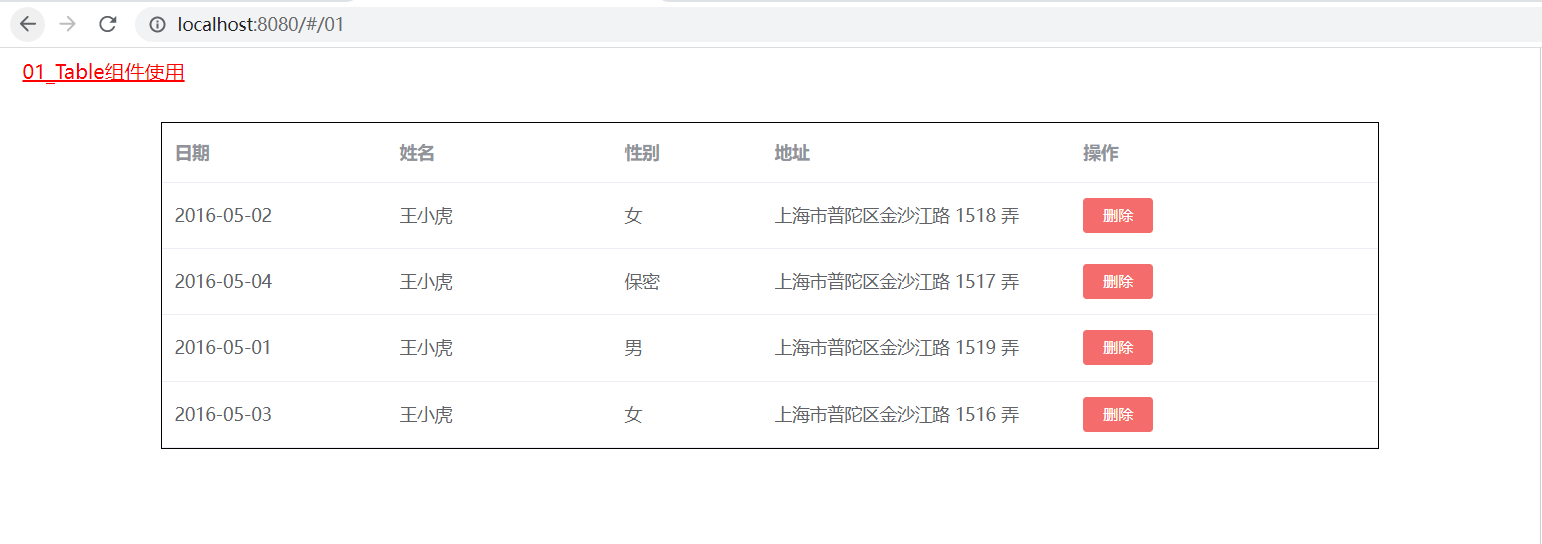 localhost:8080/#/01
01_Table组件使用
日期 姓名 性别 地址 操作
2016-05-02 王小虎 女 上海市普陀区金沙江路 1518 弄 删除
2016-05-04 王小虎 保密 上海市普陀区金沙江路 1517 弄 删除
2016-05-01 王小虎 男 上海市普陀区金沙江路 1519 弄 删除
2016-05-03 王小虎 女 上海市普陀区金沙江路 1516 弄 删除